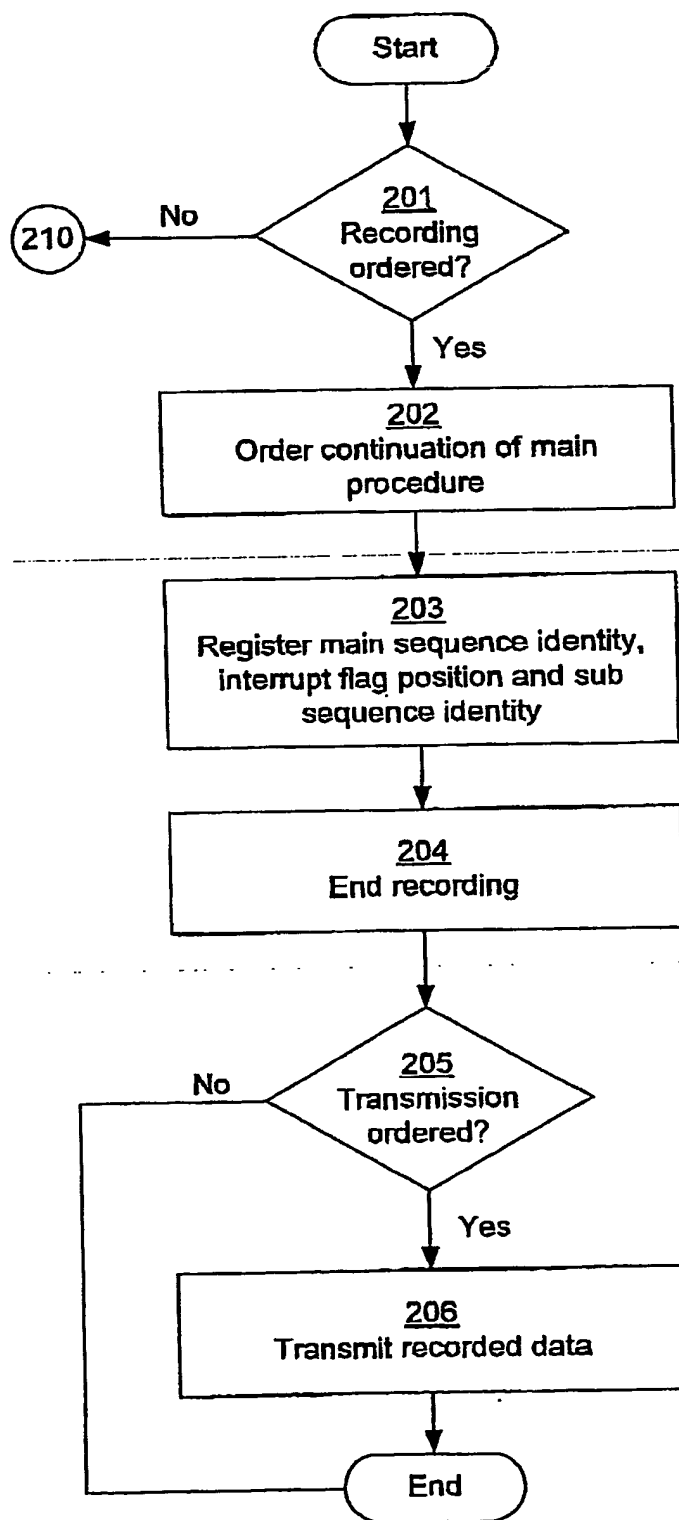 Start
201
Recording
ordered?
No
210
Yes
202
Order continuation of main
procedure
203
Register main sequence identity,
interrupt flag position and sub
sequence identity
204
End recording
205
Transmission
ordered?
No
Yes
206
Transmit recorded data
End